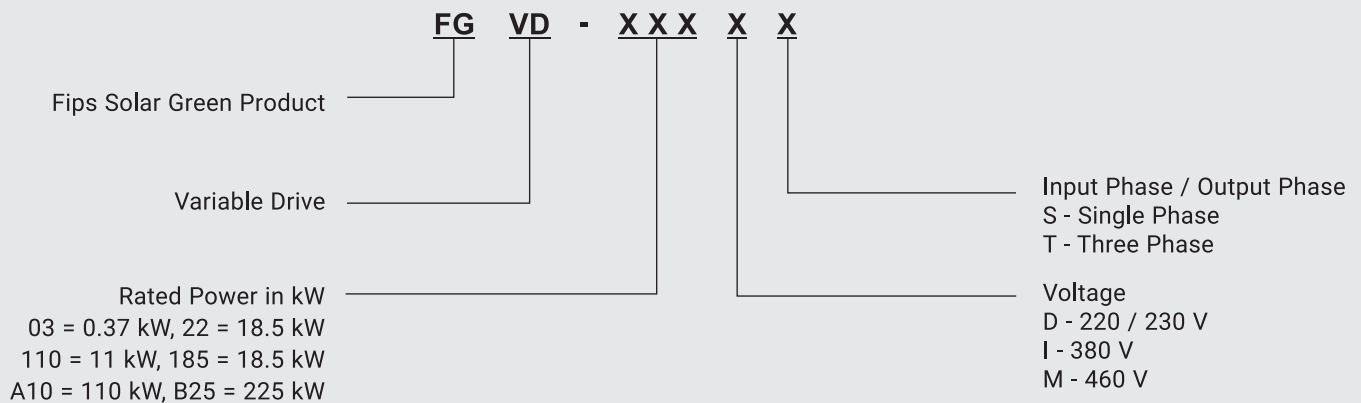 FG VD - X X X X X
Fips Solar Green Product
Variable Drive
Rated Power in kW
03 = 0.37 kW, 22 = 18.5 kW
110 = 11 kW, 185 = 18.5 kW
A10 = 110 kW, B25 = 225 kW
Input Phase / Output Phase
S - Single Phase
T - Three Phase
Voltage
D - 220 / 230 V
I - 380 V
M - 460 V